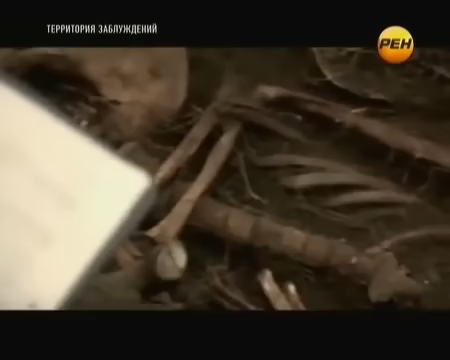 ТЕРРИТОРИЯ ЗАБЛУЖДЕНИЙ
РЕН